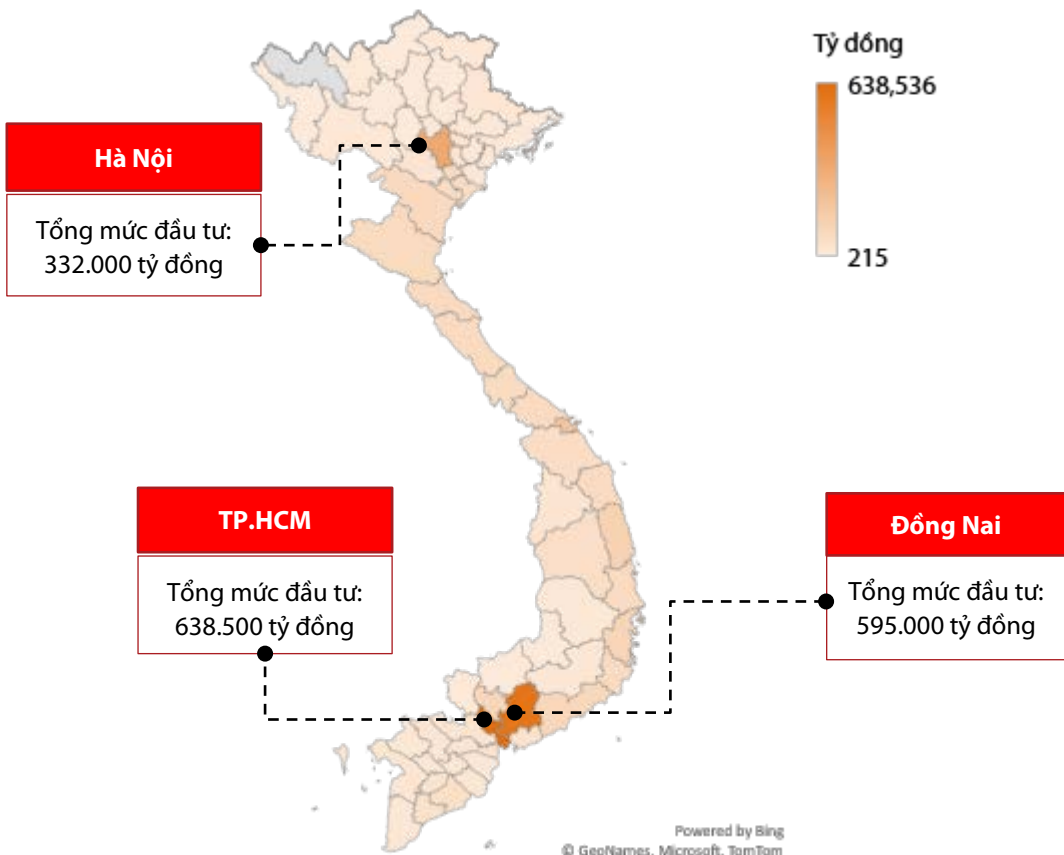 Tỷ đồng
638,536
215
Hà Nội
Tổng mức đầu tư:
332.000 tỷ đồng
TP.HCM
Tổng mức đầu tư:
638.500 tỷ đồng
Đồng Nai
Tổng mức đầu tư:
595.000 tỷ đồng
Powered by Bing
© GeoNames, Microsoft, TomTom